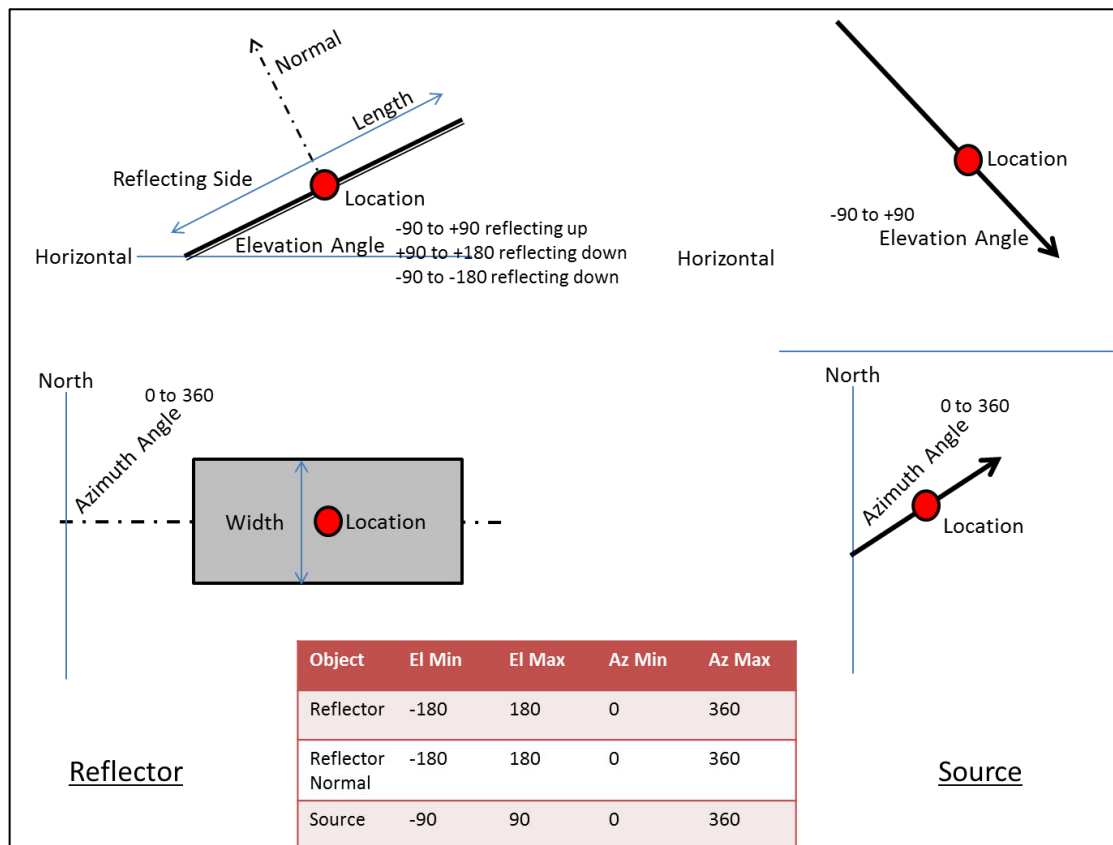 Normal
Length
Reflecting Side
Location
Elevation Angle
-90 to +90 reflecting up
+90 to +180 reflecting down
-90 to -180 reflecting down
Horizontal
Location
-90 to +90
Elevation Angle
Horizontal
North
0 to 360
Azimuth Angle
Width
Location
North
0 to 360
Azimuth Angle
Location
Object El Min El Max Az Min Az Max
Reflector -180 180 0 360
Reflector
Normal -180 180 0 360
Source -90 90 0 360
Reflector
Source